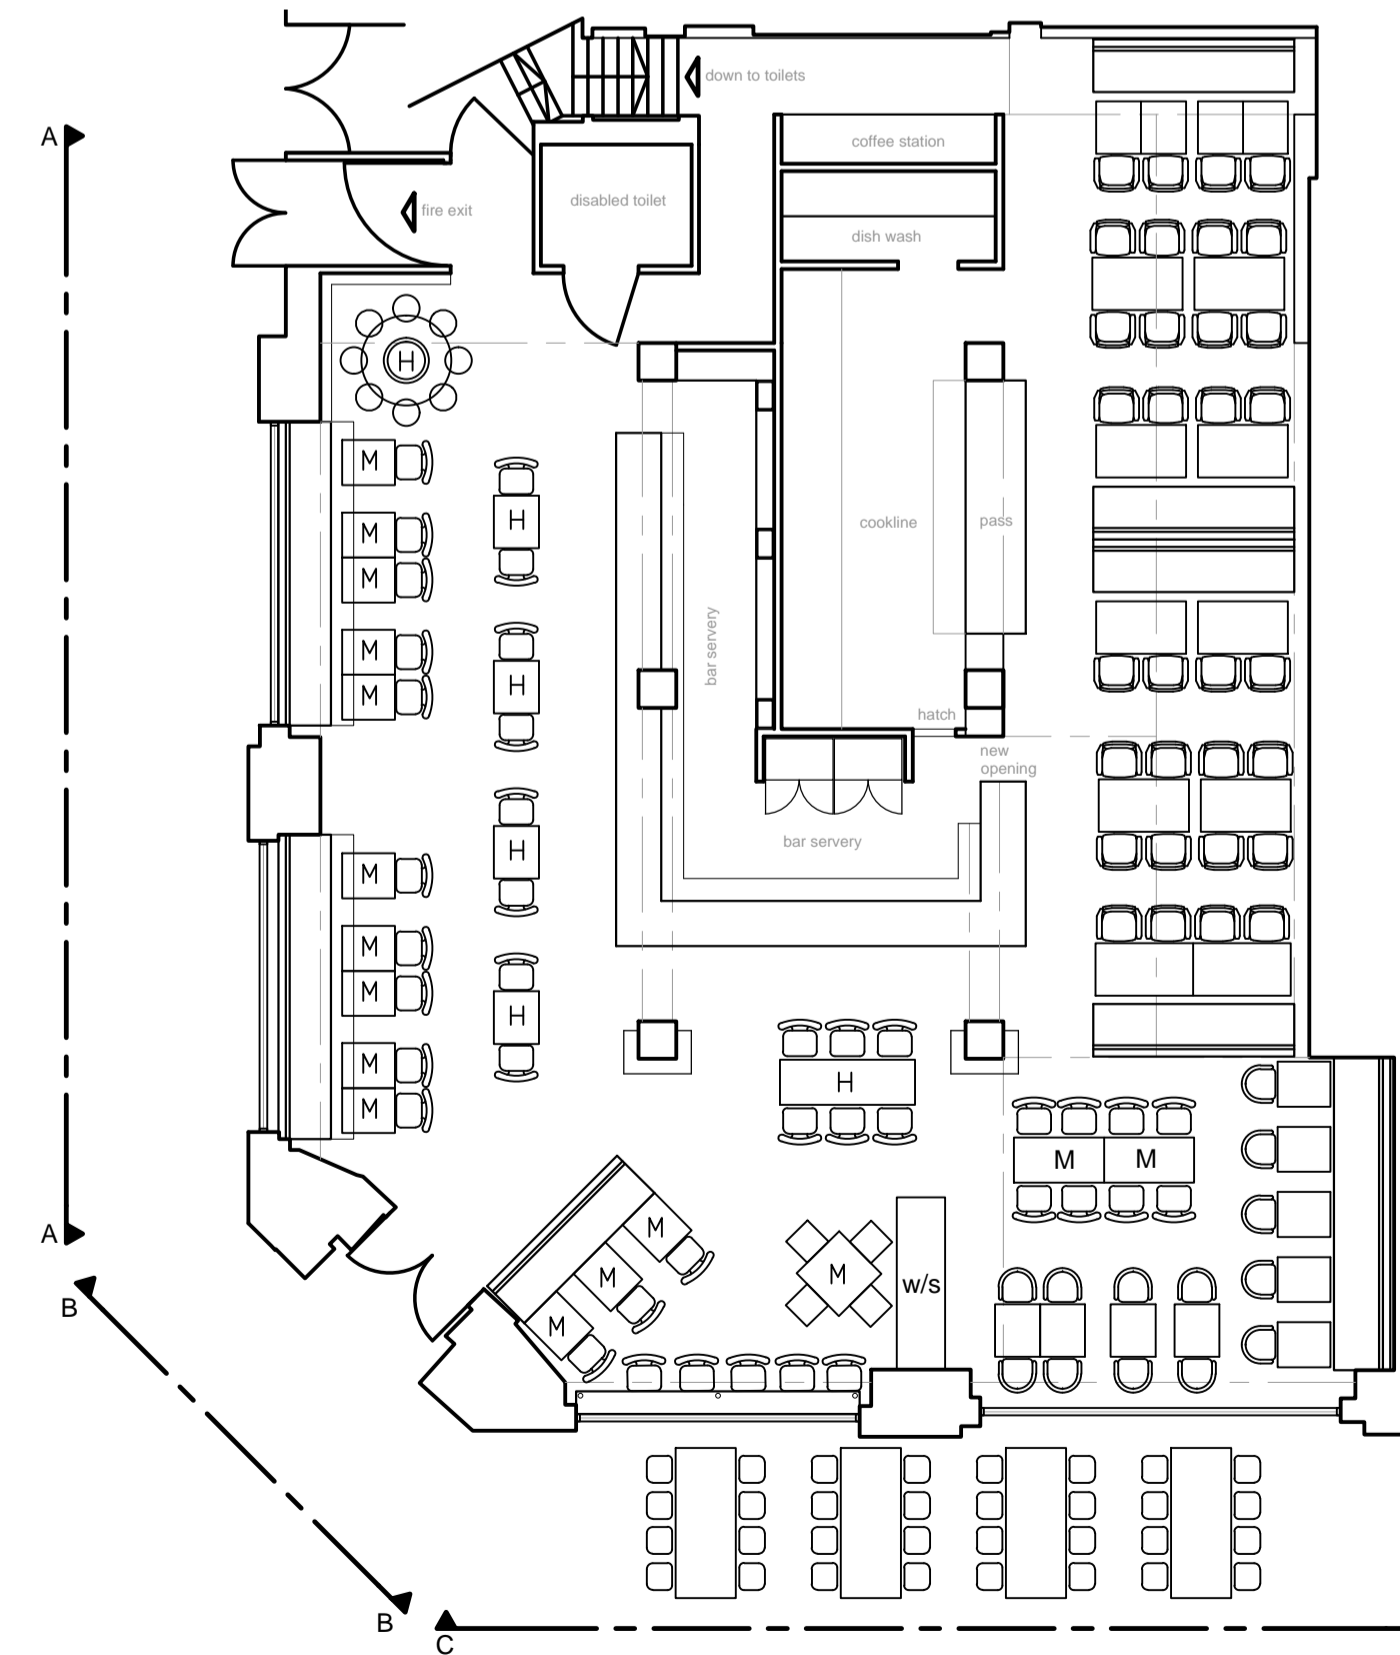 down to toilets
A
coffee station
disabled toilet
fire exit
dish wash
H
M
H
cookline
pass
M
M
bar servery
M
H
M
hatch
new
opening
bar servery
H
M
M
M
H
M
H
M
M
M
M
A
M
M
M
w/s
B
M
B
C